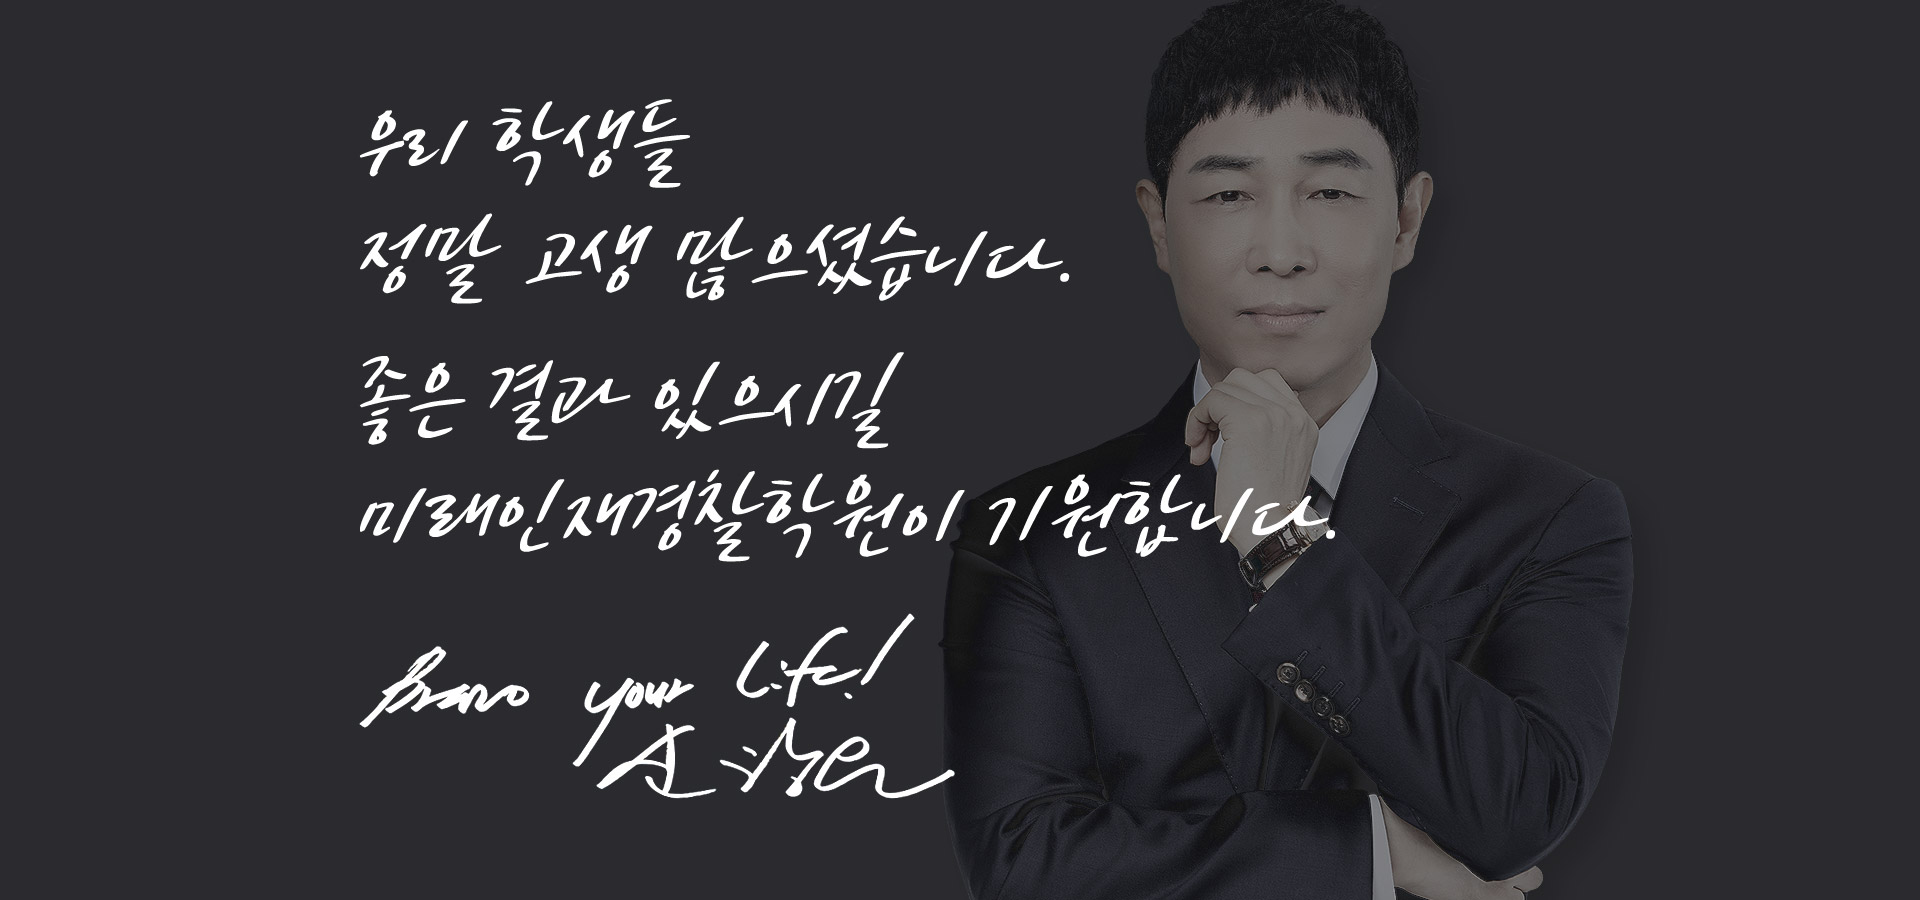 우리 학생들
정말 고생 많으셨습니다.
좋은 결과 있으시길
미래인재경찰학원이 기원합니다.
Bravo your Life!